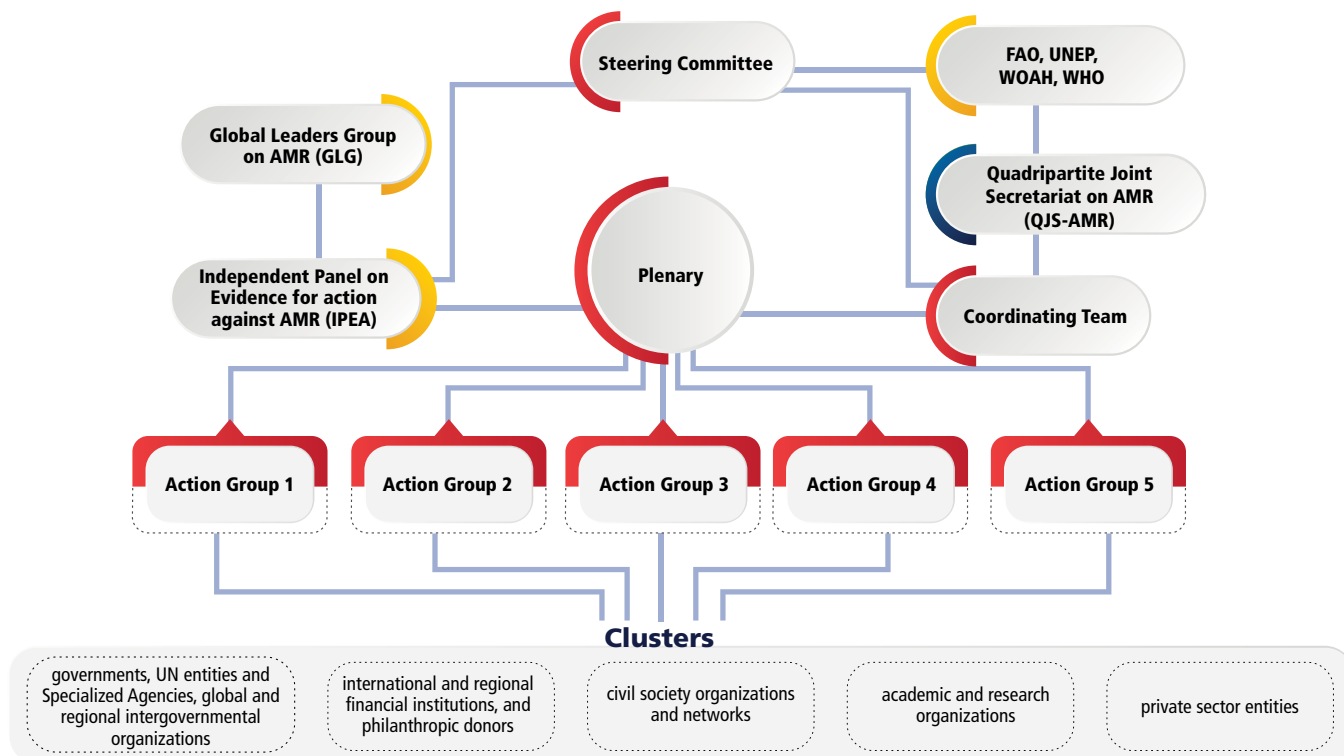 Steering Committee
FAO, UNEP,
WOAH, WHO
Global Leaders Group
on AMR (GLG)
Quadripartite Joint
Secretariat on AMR
(QJS-AMR)
Independent Panel on
Evidence for action
against AMR (IPEA)
Plenary
Coordinating Team
Action Group 1
Action Group 2
Action Group 3
Action Group 4
Action Group 5
Clusters
governments, UN entities and
Specialized Agencies, global and
regional intergovernmental
organizations
international and regional
financial institutions, and
philanthropic donors
civil society organizations
and networks
academic and research
organizations
private sector entities